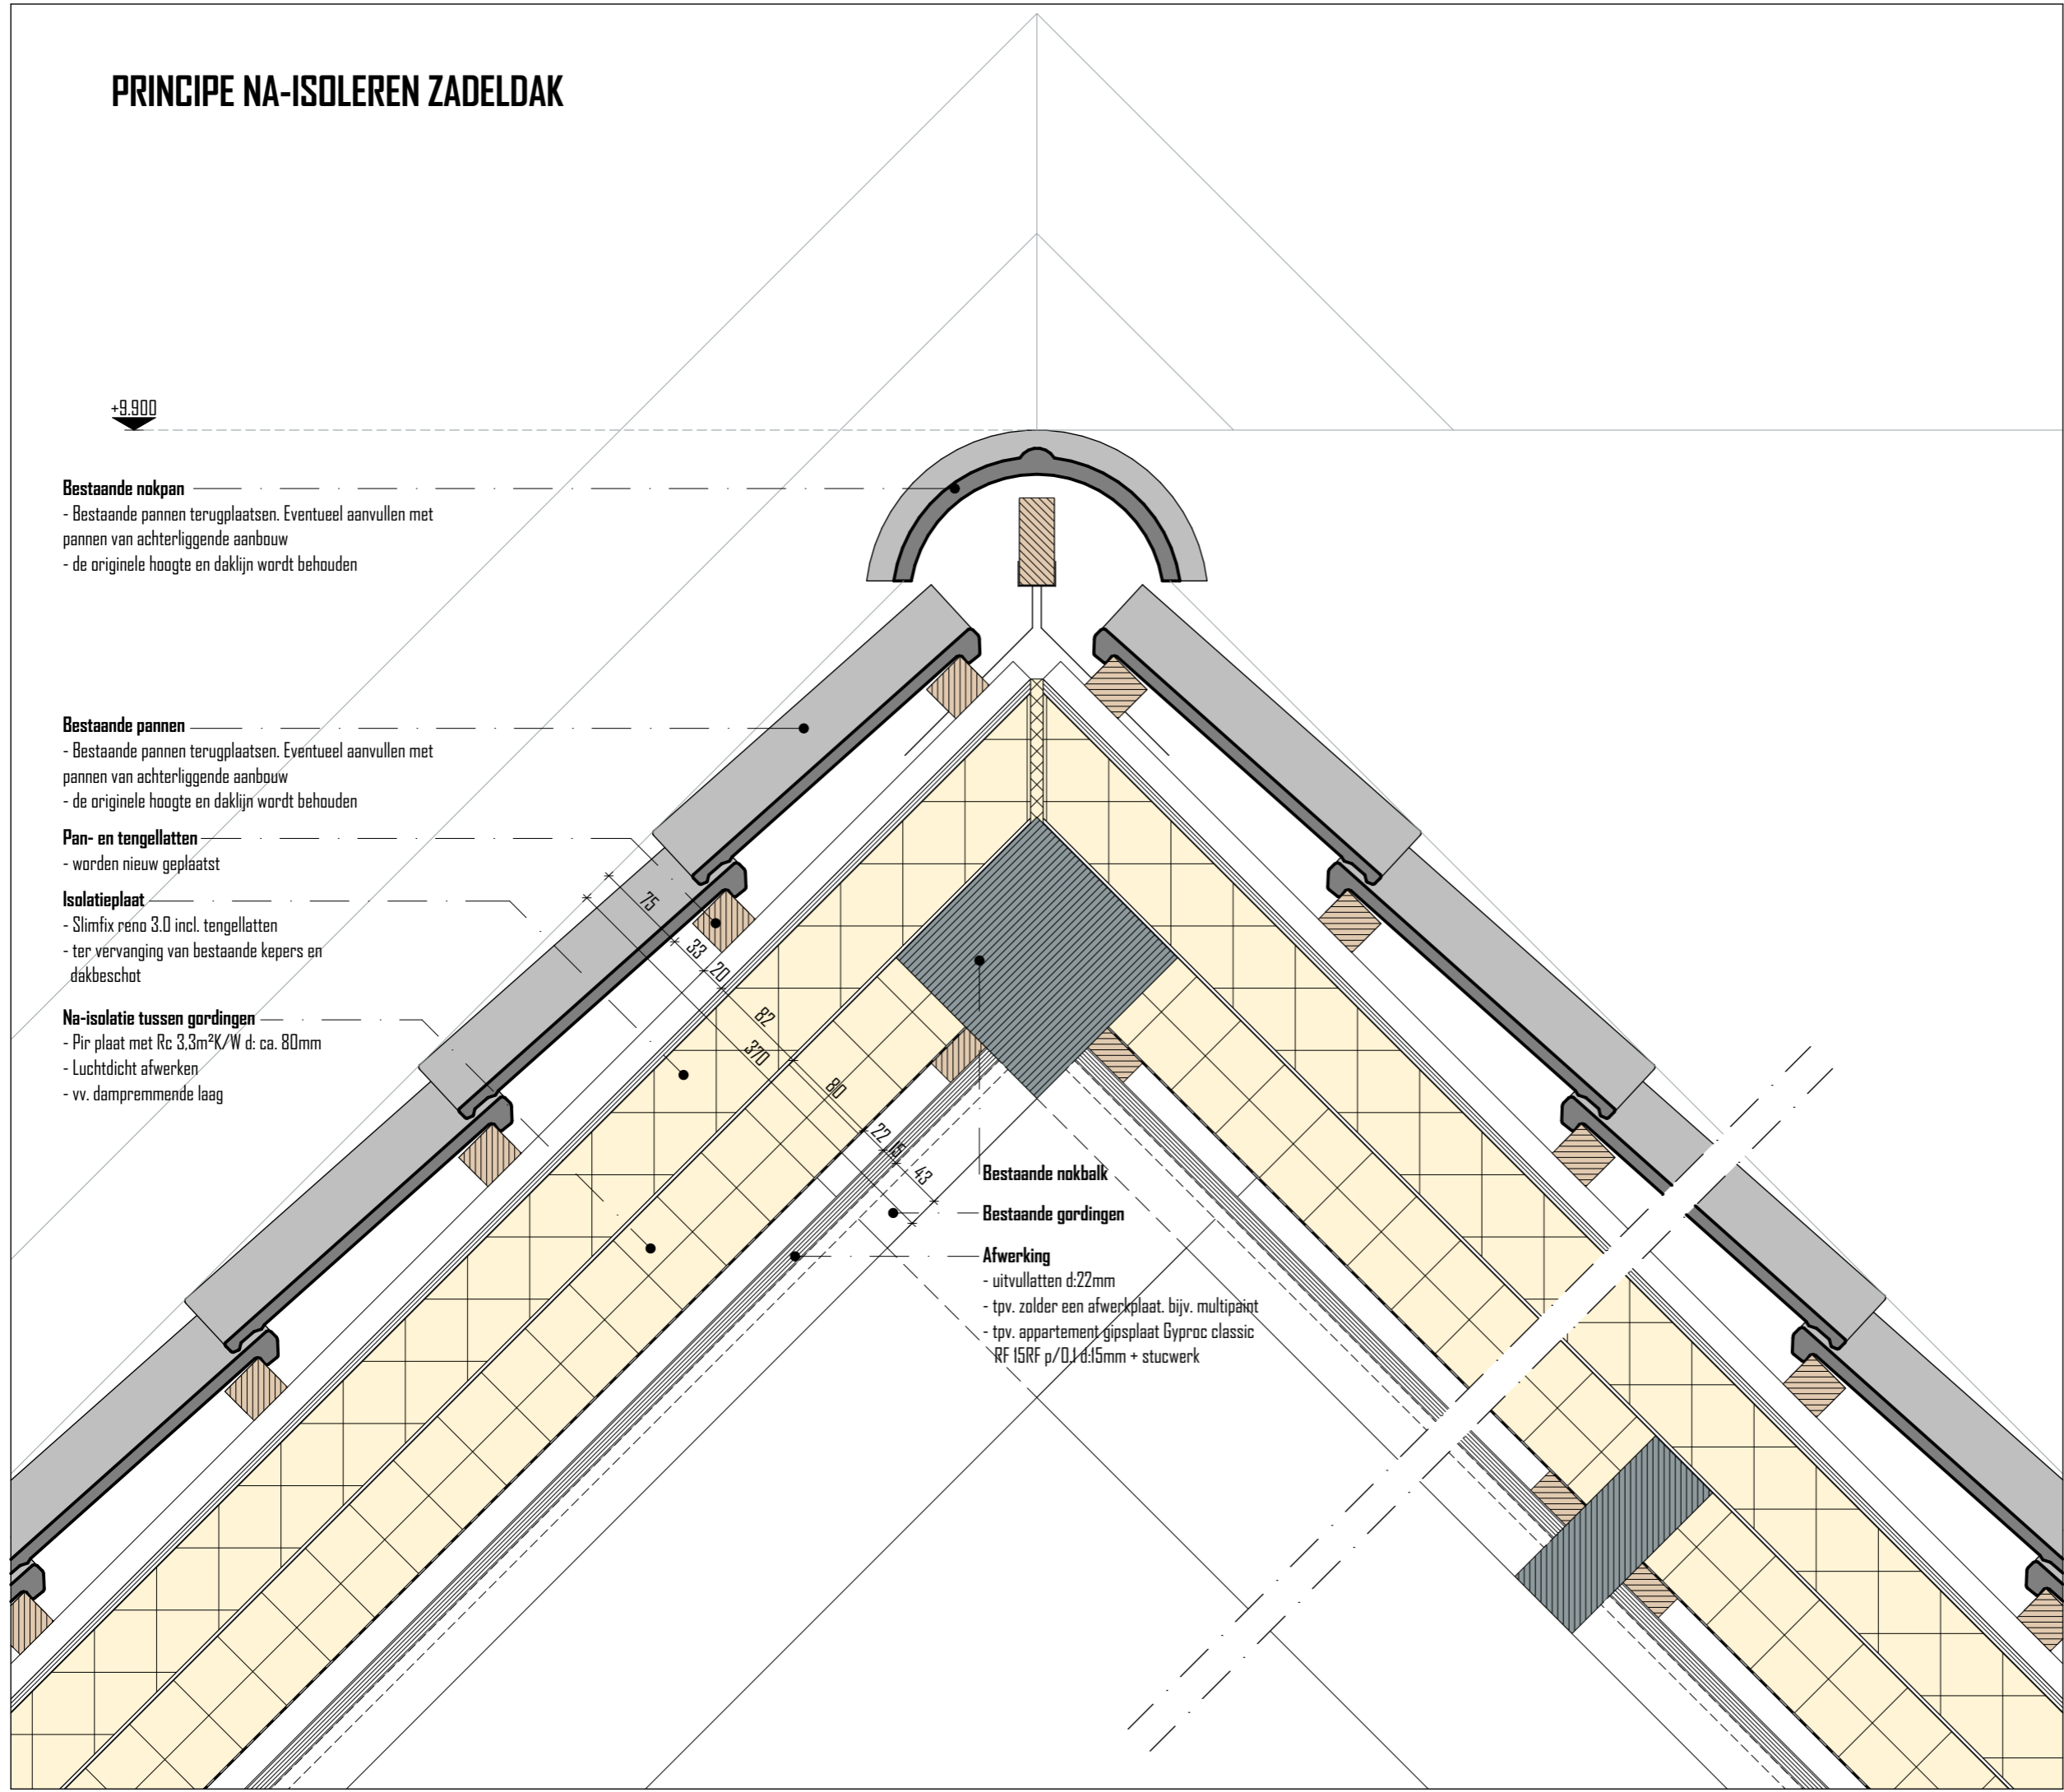 PRINCIPE NA-ISOLEREN ZADELDAK
+9.900
Bestaande nokpan
- Bestaande pannen terugplaatsen. Eventueel aanvullen met
pannen van achterliggende aanbouw
- de originele hoogte en daklijn wordt behouden
Bestaande pannen
- Bestaande pannen terugplaatsen. Eventueel aanvullen met
pannen van achterliggende aanbouw
- de originele hoogte en daklijn wordt behouden
Pan- en tengellatten
- worden nieuw geplaatst
Isolatieplaat
- Slimfix reno 3.0 incl. tengellatten
- ter vervanging van bestaande kepers en
dakbeschot
Na-isolatie tussen gordingen
- Pir plaat met Rc 3,3m²K/W d: ca. 80mm
- Luchtdicht afwerken
- vv. dampremmende laag
75
33
20
82
370
80
22
15
43
Bestaande nokbalk
Bestaande gordingen
Afwerking
- uitvullatten d:22mm
- tpv. zolder een afwerkplaat. bijv. multipaint
- tpv. appartement gipsplaat Gyproc classic
RF 15RF p/0.1 d:15mm + stucwerk